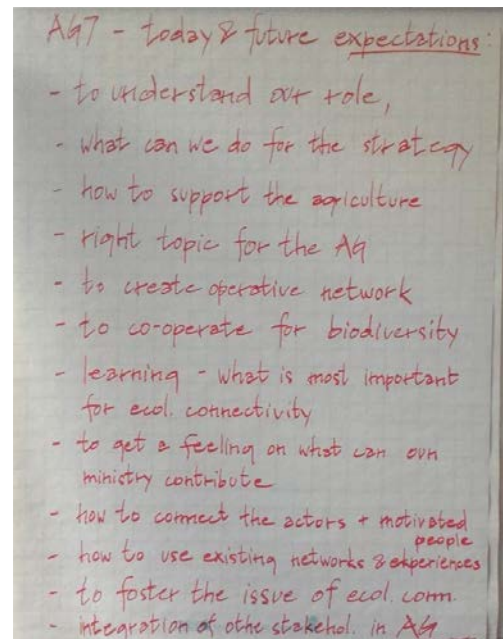 AG7 - today & future expectations:
- to understand our role,
- what can we do for the strategy
- how to support the agriculture
- right topic for the AG
- to create operative network
- to co-operate for biodiversity
- learning - what is most important
for ecol. connectivity
- to get a feeling on what can our
ministry contribute
- how to connect the actors + motivated
people
- how to use existing networks & experiences
- to foster the issue of ecol. conn.
- integration of othe stakehol. in AG